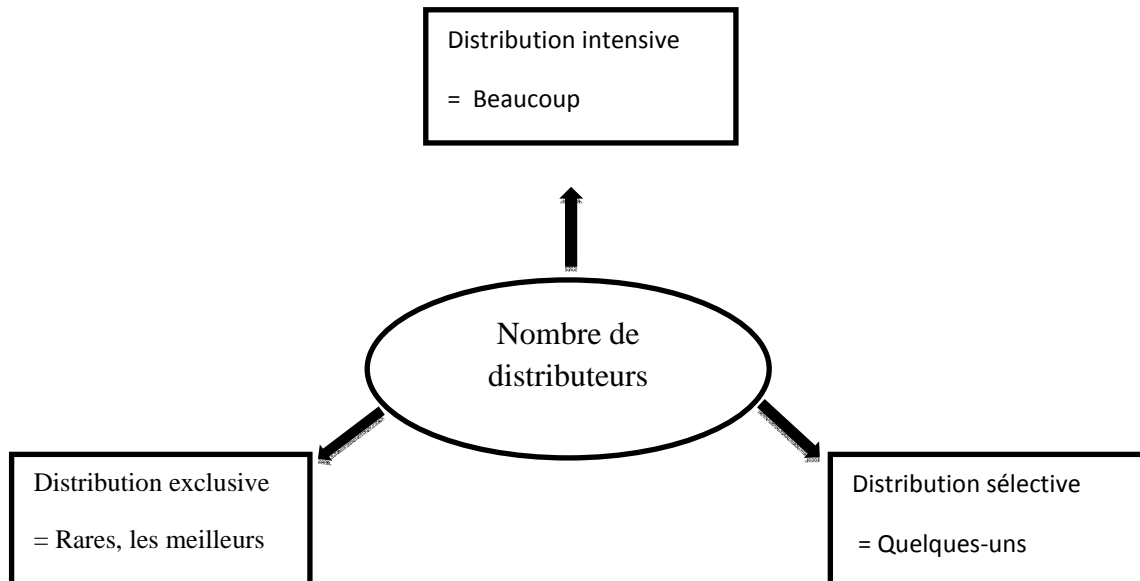 Distribution intensive
= Beaucoup
Nombre de
distributeurs
Distribution exclusive
= Rares, les meilleurs
Distribution sélective
= Quelques-uns